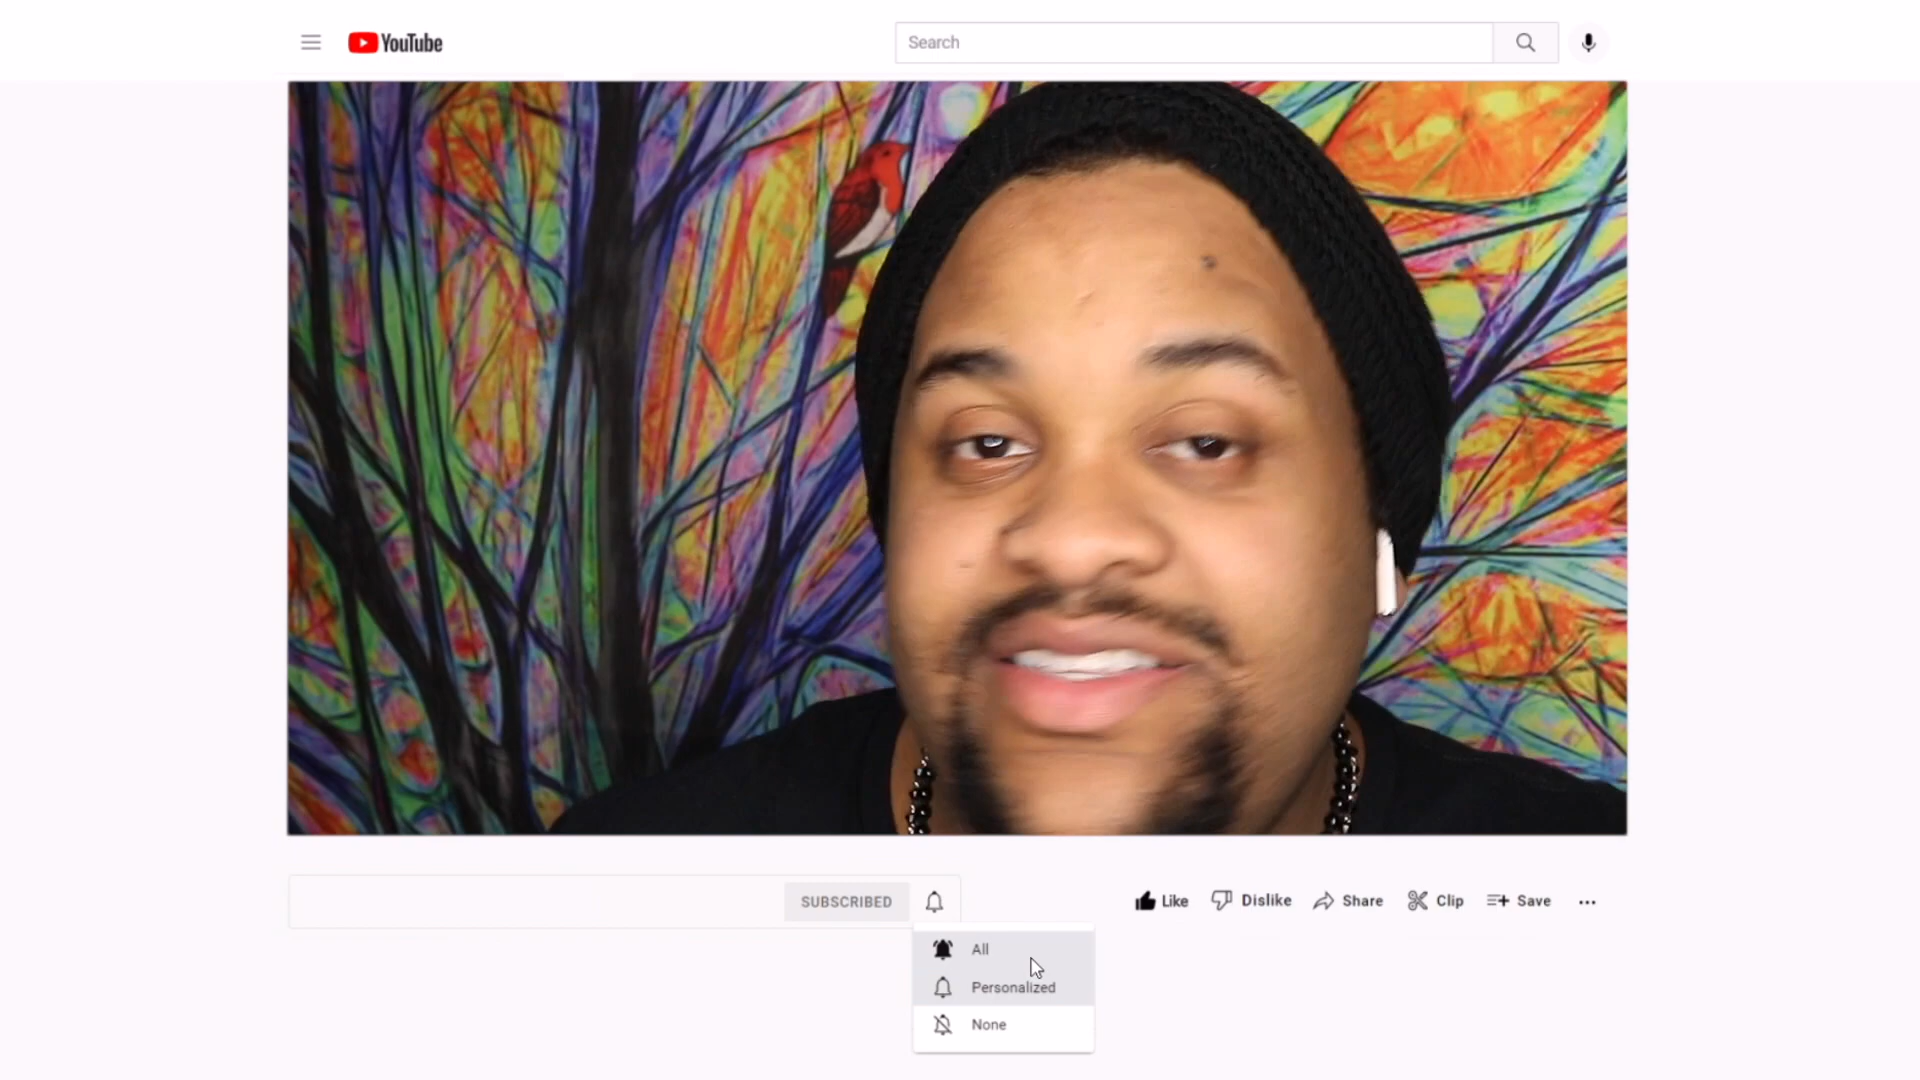 YouTube
Search
SUBSCRIBED
Like
Dislike
Share
Clip
Save
All
Personalized
None